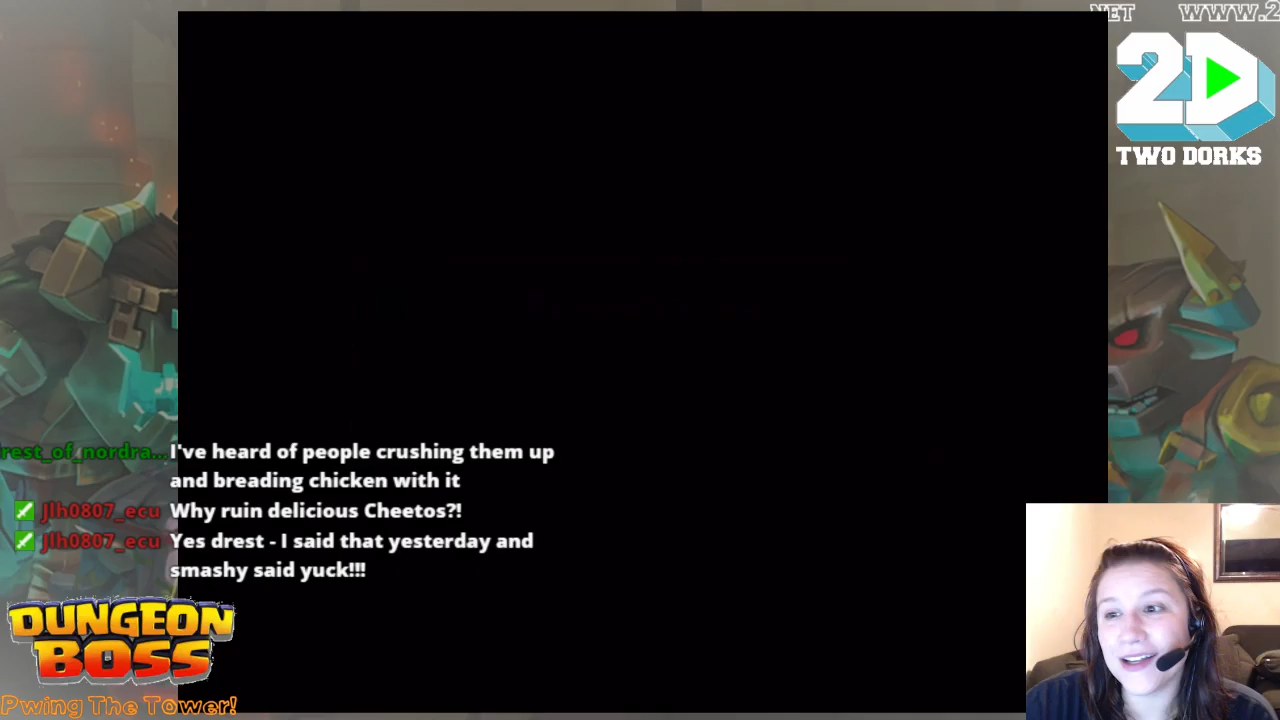 NET WWW.2
2D
TWO DORKS
rest_of_nordra... I've heard of people crushing them up
and breading chicken with it
Jlh0807_ecu Why ruin delicious Cheetos?!
Jlh0807_ecu Yes drest - I said that yesterday and
smashy said yuck!!!
DUNGEON
BOSS
Pwing The Tower!